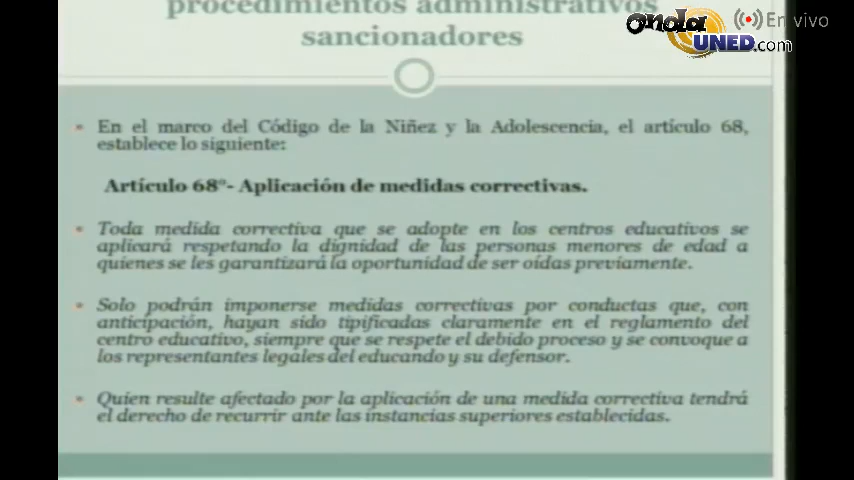 procedimientos administrativos
sancionadores
onda
UNED.com
En vivo
• En el marco del Código de la Niñez y la Adolescencia, el artículo 68,
establece lo siguiente:
Artículo 68°- Aplicación de medidas correctivas.
• Toda medida correctiva que se adopte en los centros educativos se
aplicará respetando la dignidad de las personas menores de edad a
quienes se les garantizará la oportunidad de ser oídas previamente.
• Solo podrán imponerse medidas correctivas por conductas que, con
anticipación, hayan sido tipificadas claramente en el reglamento del
centro educativo, siempre que se respete el debido proceso y se convoque a
los representantes legales del educando y su defensor.
• Quien resulte afectado por la aplicación de una medida correctiva tendrá
el derecho de recurrir ante las instancias superiores establecidas.